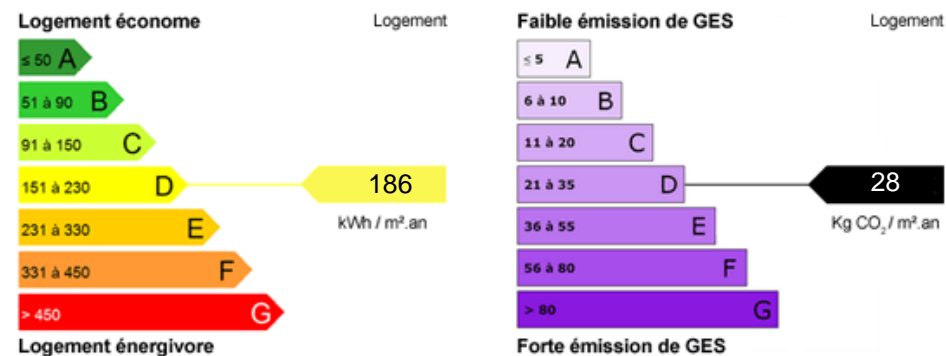 Logement économe Logement
≤ 50 A
51 à 90 B
91 à 150 C
151 à 230 D 186
kWh / m².an
231 à 330 E
331 à 450 F
> 450 G
Logement énergivore
Faible émission de GES Logement
≤ 5 A
6 à 10 B
11 à 20 C
21 à 35 D 28
Kg CO₂ / m².an
36 à 55 E
56 à 80 F
> 80 G
Forte émission de GES